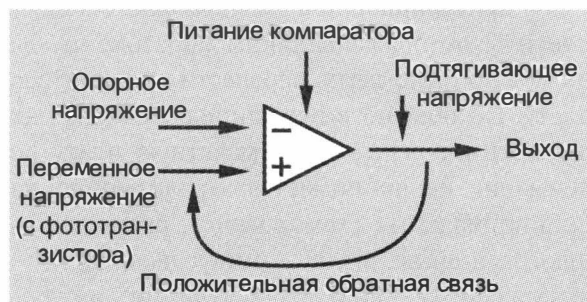 Питание компаратора
Опорное
напряжение
Подтягивающее
напряжение
−
+
Выход
Переменное
напряжение
(с фототран-
зистора)
Положительная обратная связь